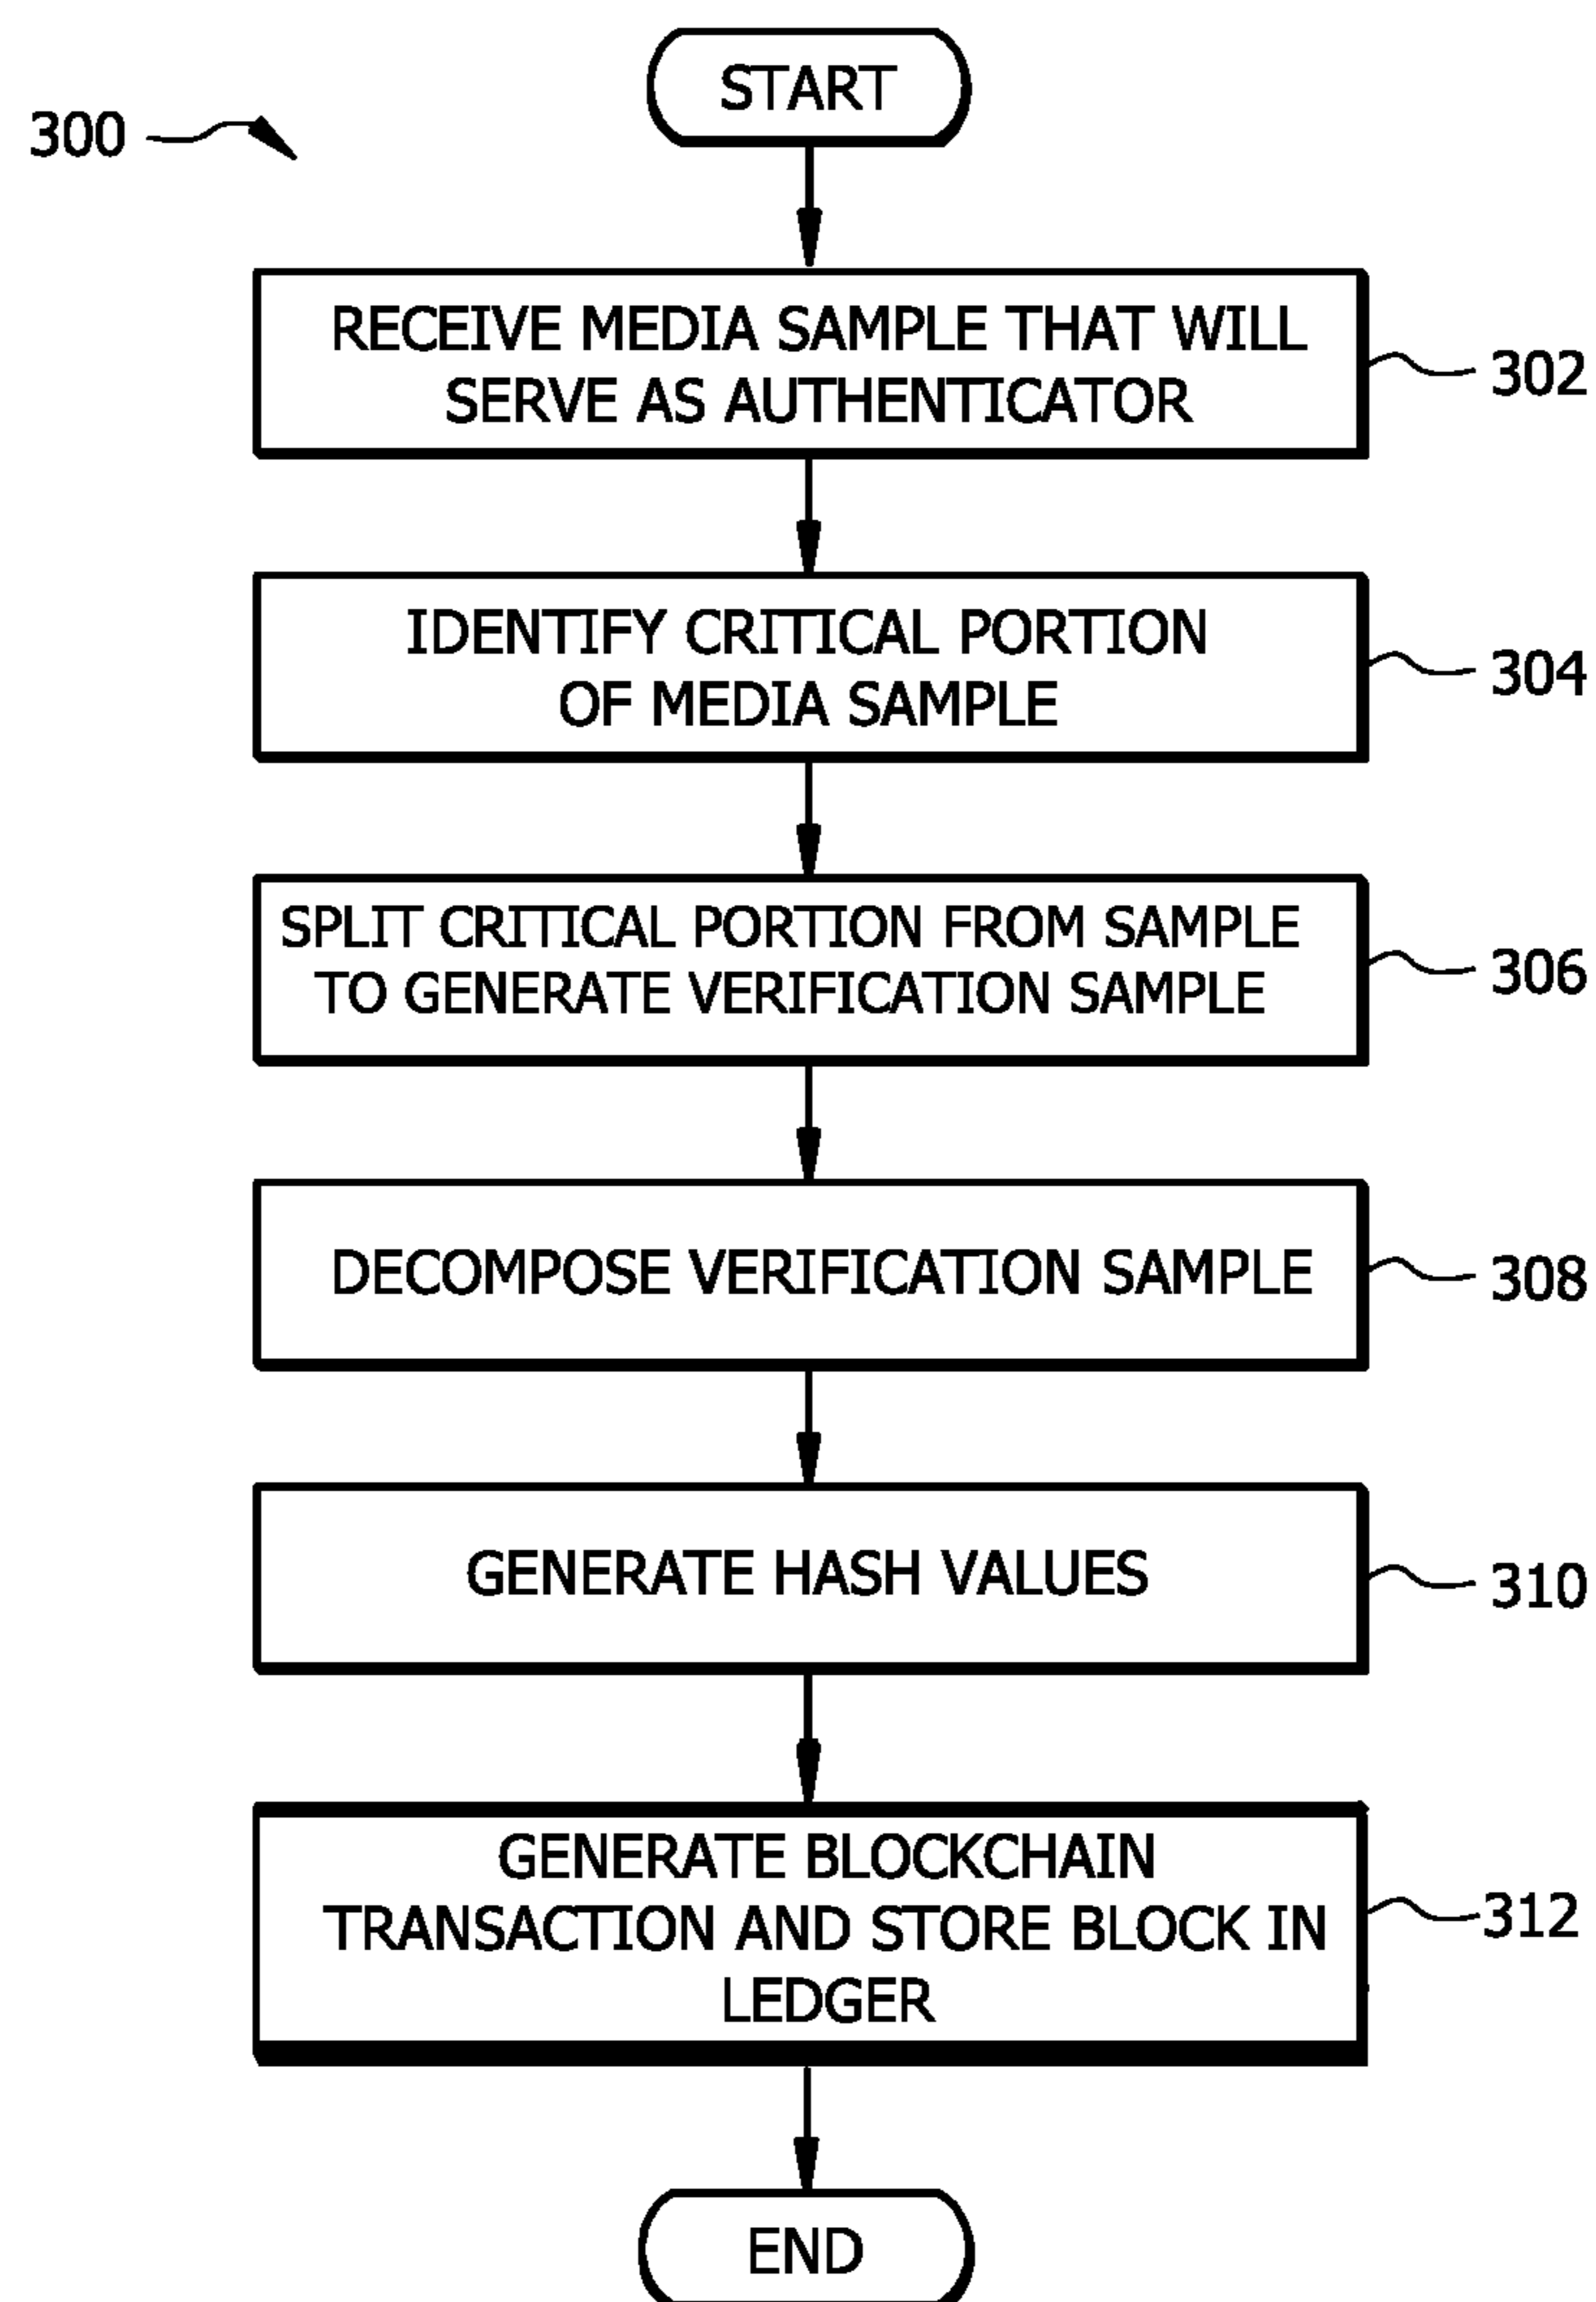 START
300
RECEIVE MEDIA SAMPLE THAT WILL
SERVE AS AUTHENTICATOR
302
IDENTIFY CRITICAL PORTION
OF MEDIA SAMPLE
304
SPLIT CRITICAL PORTION FROM SAMPLE
TO GENERATE VERIFICATION SAMPLE
306
DECOMPOSE VERIFICATION SAMPLE
308
GENERATE HASH VALUES
310
GENERATE BLOCKCHAIN
TRANSACTION AND STORE BLOCK IN
LEDGER
312
END